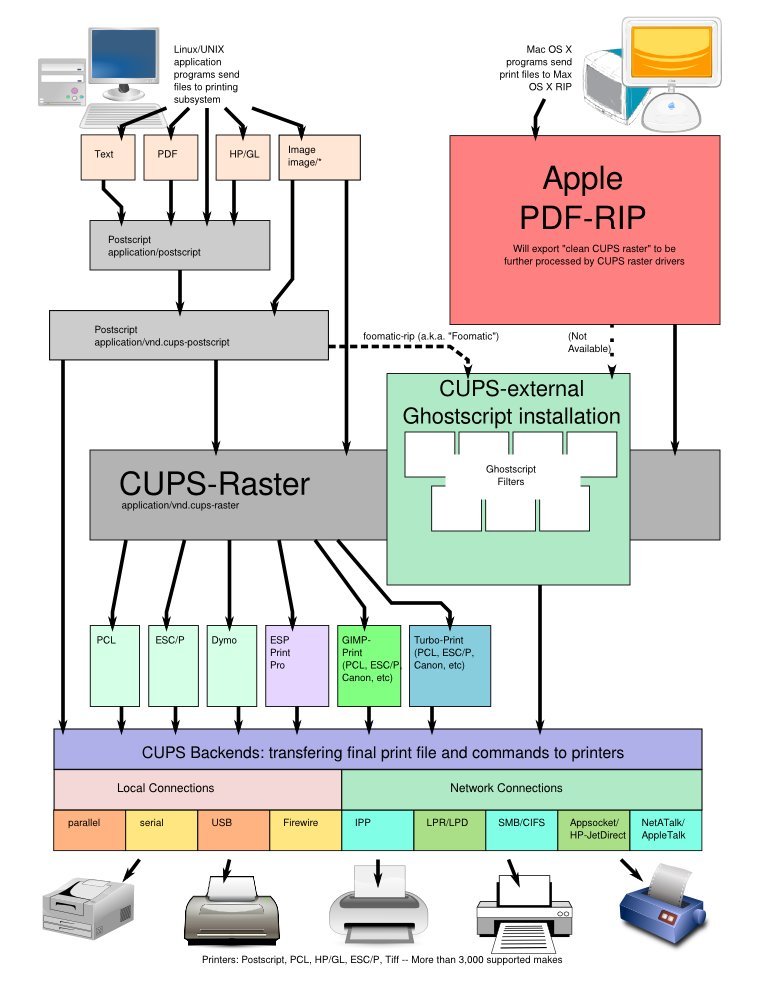 Linux/UNIX
application
programs send
files to printing
subsystem
Mac OS X
programs send
print files to Max
OS X RIP
Text
PDF
HP/GL
Image
image/*
Apple
PDF-RIP
Will export "clean CUPS raster" to be
further processed by CUPS raster drivers
Postscript
application/postscript
Postscript
application/vnd.cups-postscript
foomatic-rip (a.k.a. "Foomatic")
(Not
Available)
CUPS-external
Ghostscript installation
Ghostscript
Filters
CUPS-Raster
application/vnd.cups-raster
PCL
ESC/P
Dymo
ESP
Print
Pro
GIMP-
Print
(PCL, ESC/P,
Canon, etc)
Turbo-Print
(PCL, ESC/P,
Canon, etc)
CUPS Backends: transfering final print file and commands to printers
Local Connections
Network Connections
parallel
serial
USB
Firewire
IPP
LPR/LPD
SMB/CIFS
Appsocket/
HP-JetDirect
NetATalk/
AppleTalk
Printers: Postscript, PCL, HP/GL, ESC/P, Tiff -- More than 3,000 supported makes